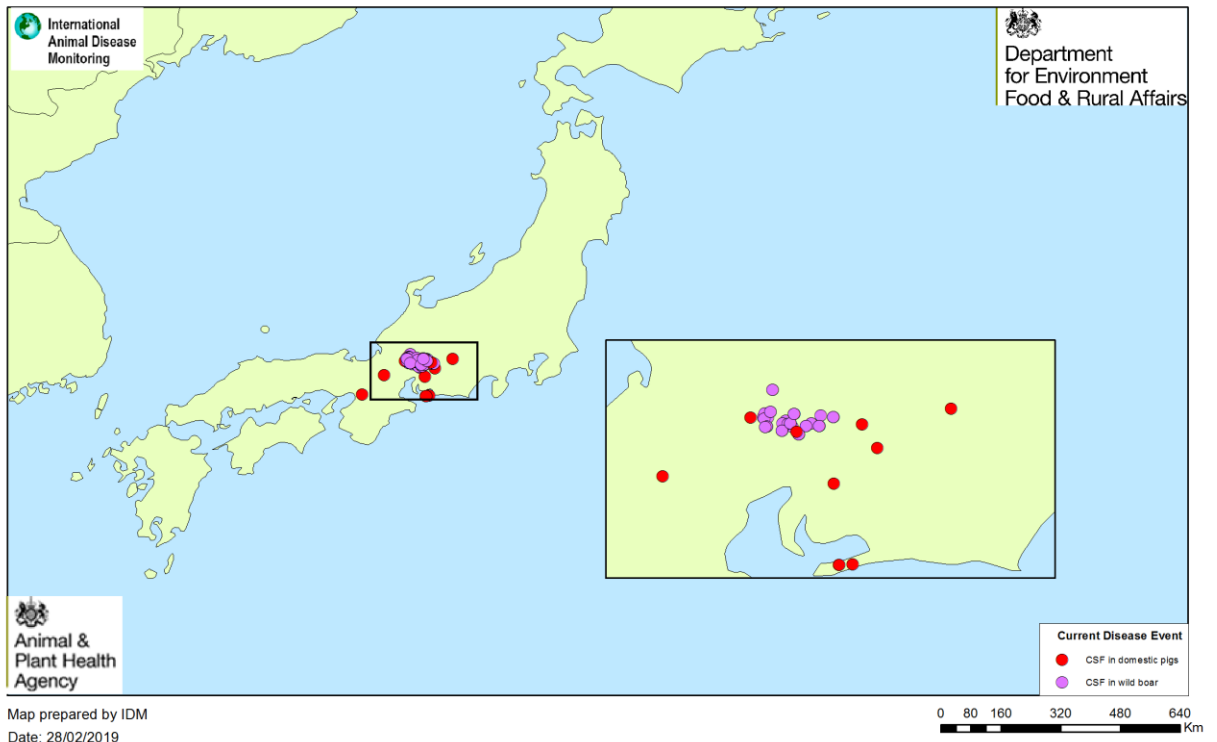 International
Animal Disease
Monitoring
Department
for Environment
Food & Rural Affairs
Animal &
Plant Health
Agency
Current Disease Event
CSF in domestic pigs
CSF in wild boar
Map prepared by IDM
Date: 28/02/2019
0 80 160 320 480 640
Km